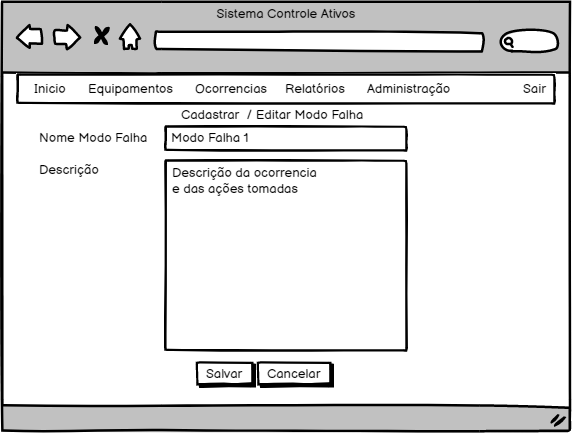 Sistema Controle Ativos
Inicio Equipamentos Ocorrencias Relatórios Administração Sair
Cadastrar / Editar Modo Falha
Nome Modo Falha Modo Falha 1
Descrição Descrição da ocorrencia
e das ações tomadas
Salvar Cancelar